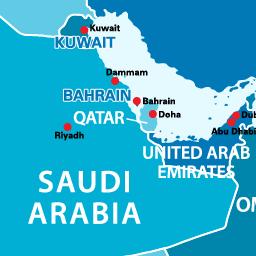 Kuwait
KUWAIT
Dammam
BAHRAIN
Bahrain
QATAR
Doha
Dub
Abu Dhabi
Riyadh
UNITED ARAB
EMIRATES
SAUDI
ARABIA
OM